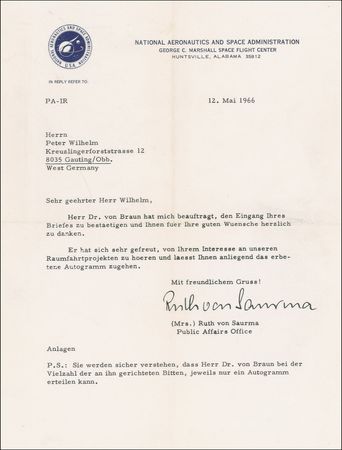 NATIONAL AERONAUTICS AND SPACE ADMINISTRATION
U.S.A.
NATIONAL AERONAUTICS AND SPACE ADMINISTRATION
GEORGE C. MARSHALL SPACE FLIGHT CENTER
HUNTSVILLE, ALABAMA 35812
IN REPLY REFER TO:
PA-IR
12. Mai 1966
Herrn
Peter Wilhelm
Kreuslingerforststrasse 12
8035 Gauting/Obb.
West Germany
Sehr geehrter Herr Wilhelm,
Herr Dr. von Braun hat mich beauftragt, den Eingang Ihres
Briefes zu bestaetigen und Ihnen fuer Ihre guten Wuensche herzlich
zu danken.
Er hat sich sehr gefreut, von Ihrem Interesse an unseren
Raumfahrtprojekten zu hoeren und laesst Ihnen anliegend das erbe-
tene Autogramm zugehen.
Mit freundlichem Gruss!
Ruth von Saurma
(Mrs.) Ruth von Saurma
Public Affairs Office
Anlagen
P.S.: Sie werden sicher verstehen, dass Herr Dr. von Braun bei der
Vielzahl der an ihn gerichteten Bitten, jeweils nur ein Autogramm
erteilen kann.